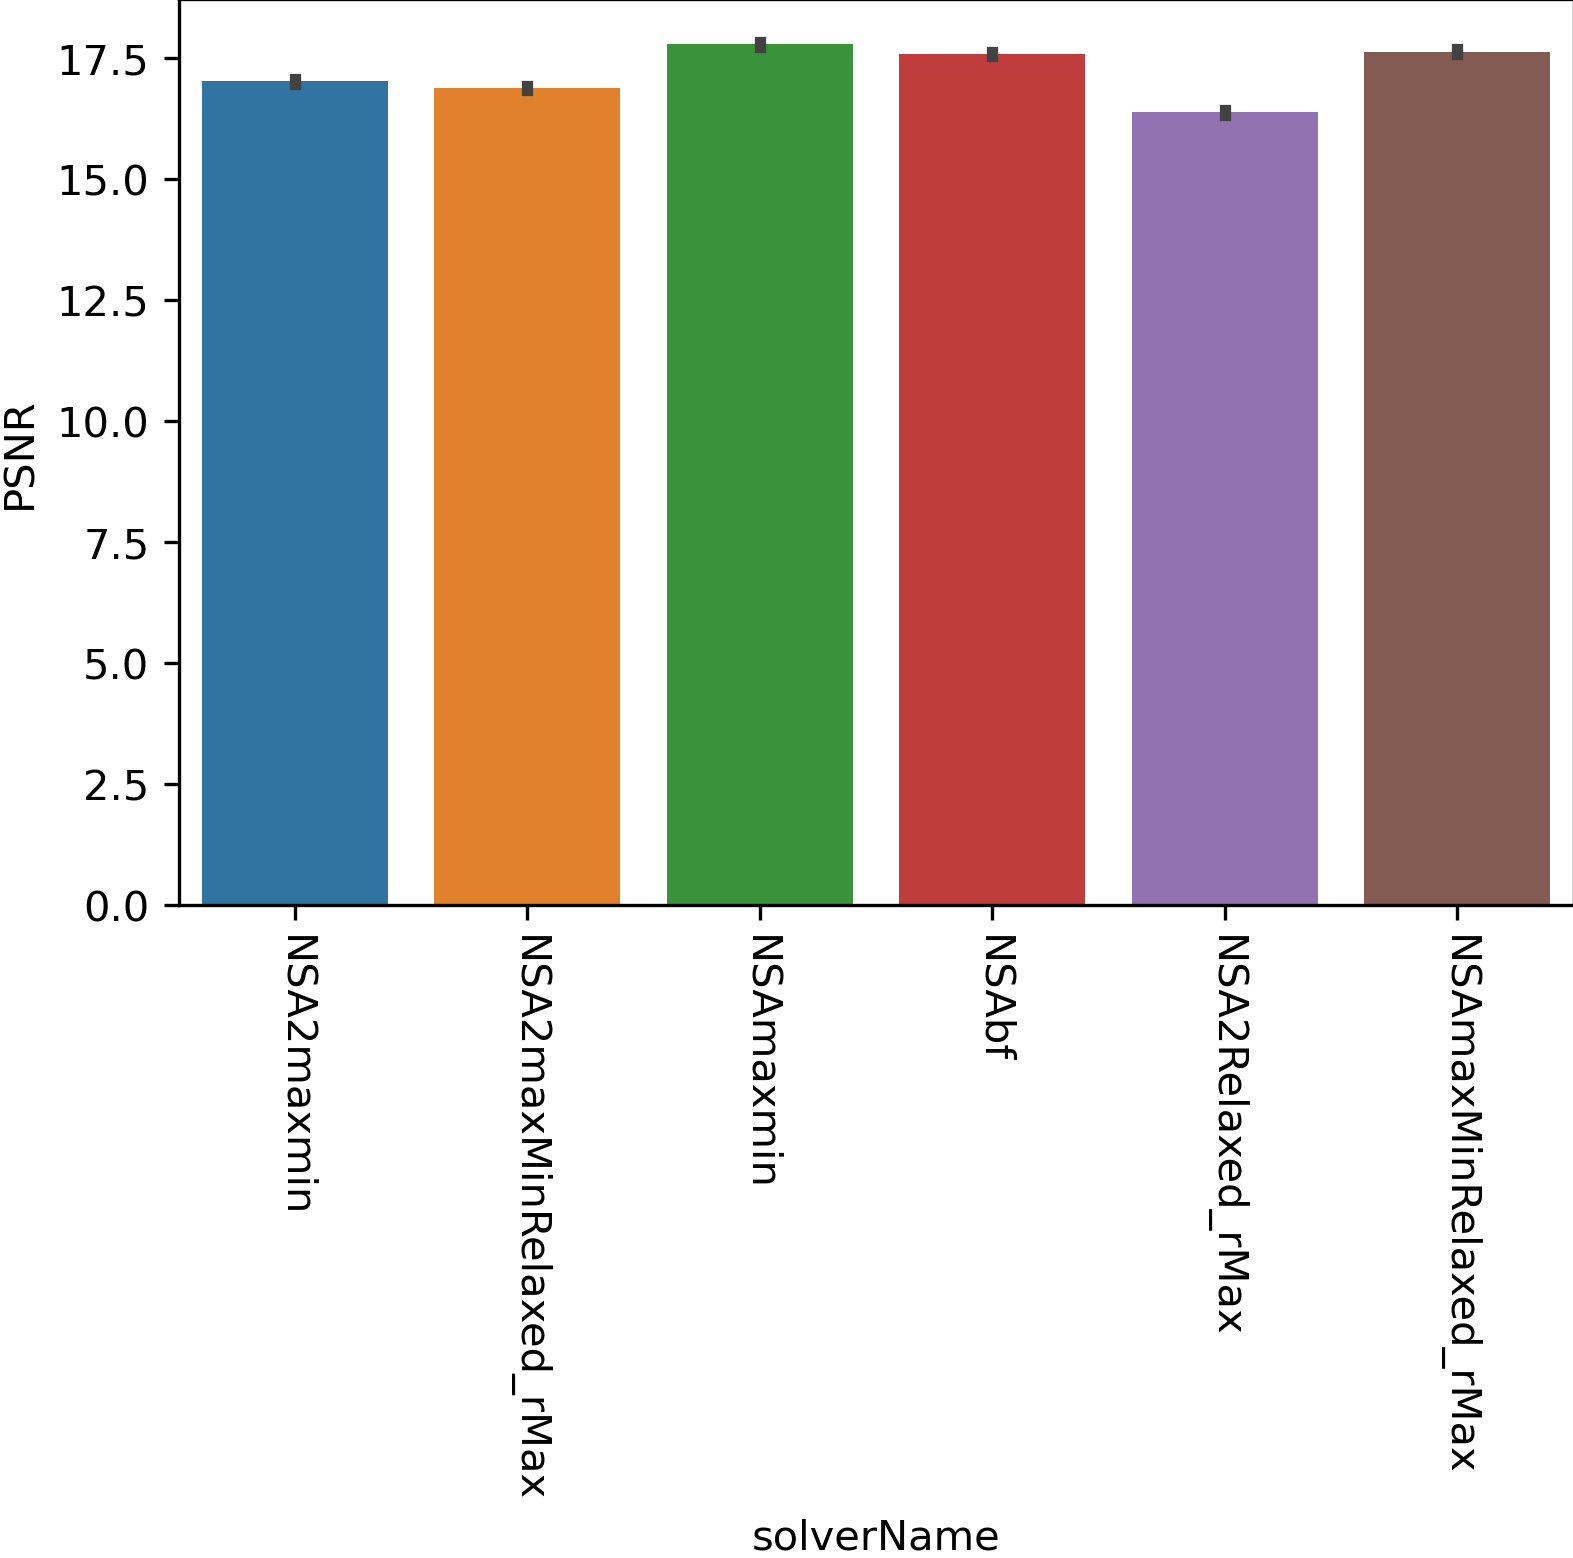 PSNR
17.5
15.0
12.5
10.0
7.5
5.0
2.5
0.0
NSA2maxmin
NSA2maxMinRelaxed_rMax
NSAmaxmin
NSAbf
NSA2Relaxed_rMax
NSAmaxMinRelaxed_rMax
solverName